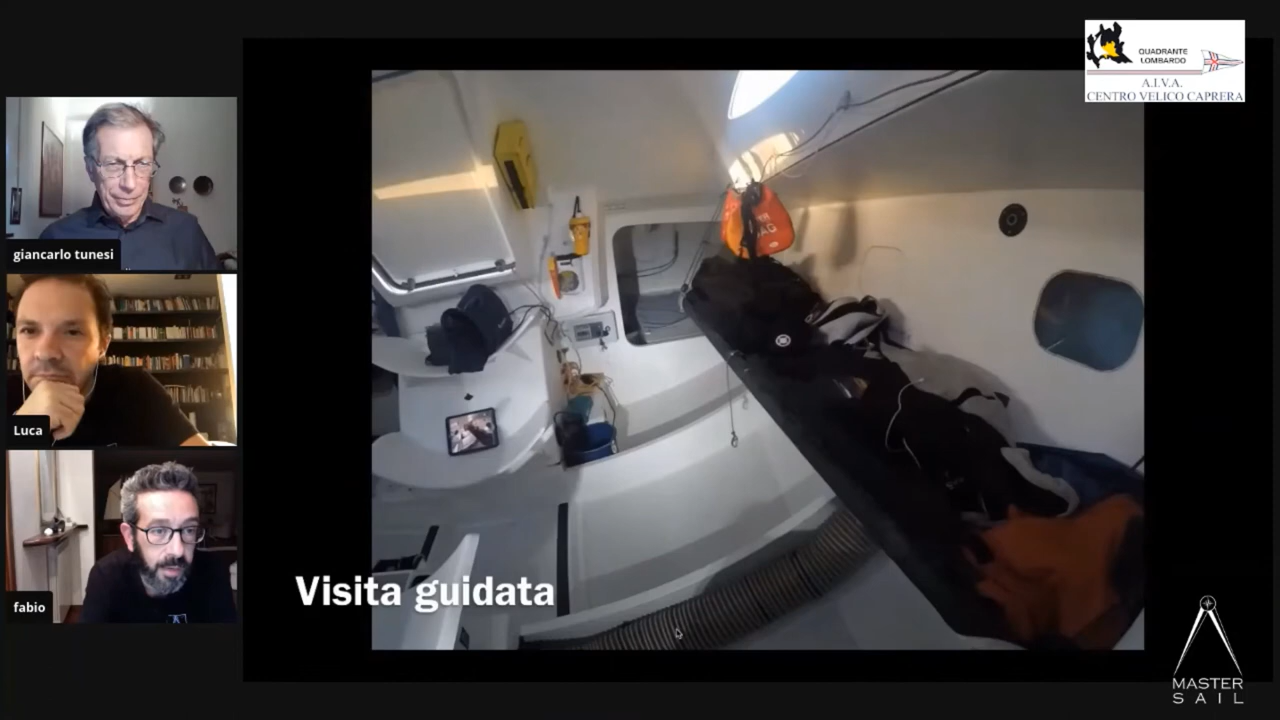 QUADRANTE
LOMBARDO
A.I.V.A.
CENTRO VELICO CAPRERA
giancarlo tunesi
Luca
fabio
Visita guidata
MASTER
SAIL